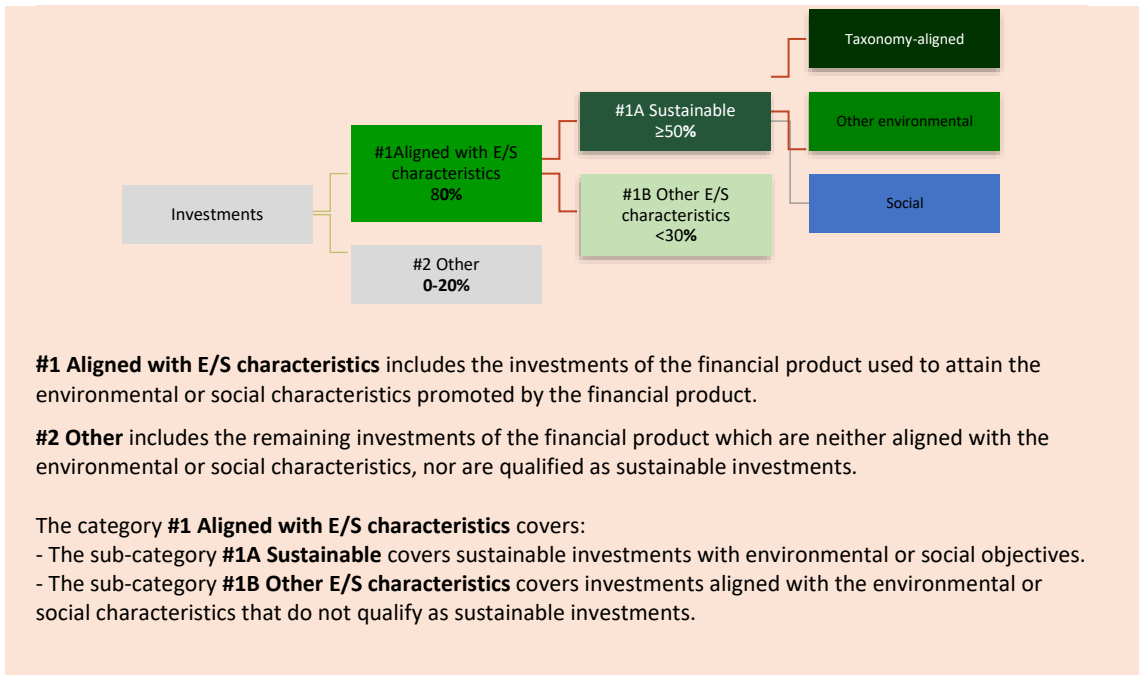 Taxonomy-aligned
#1A Sustainable
≥50%
Other environmental
#1Aligned with E/S
characteristics
80%
#1B Other E/S
characteristics
<30%
Social
Investments
#2 Other
0-20%
#1 Aligned with E/S characteristics includes the investments of the financial product used to attain the
environmental or social characteristics promoted by the financial product.
#2 Other includes the remaining investments of the financial product which are neither aligned with the
environmental or social characteristics, nor are qualified as sustainable investments.
The category #1 Aligned with E/S characteristics covers:
- The sub-category #1A Sustainable covers sustainable investments with environmental or social objectives.
- The sub-category #1B Other E/S characteristics covers investments aligned with the environmental or
social characteristics that do not qualify as sustainable investments.